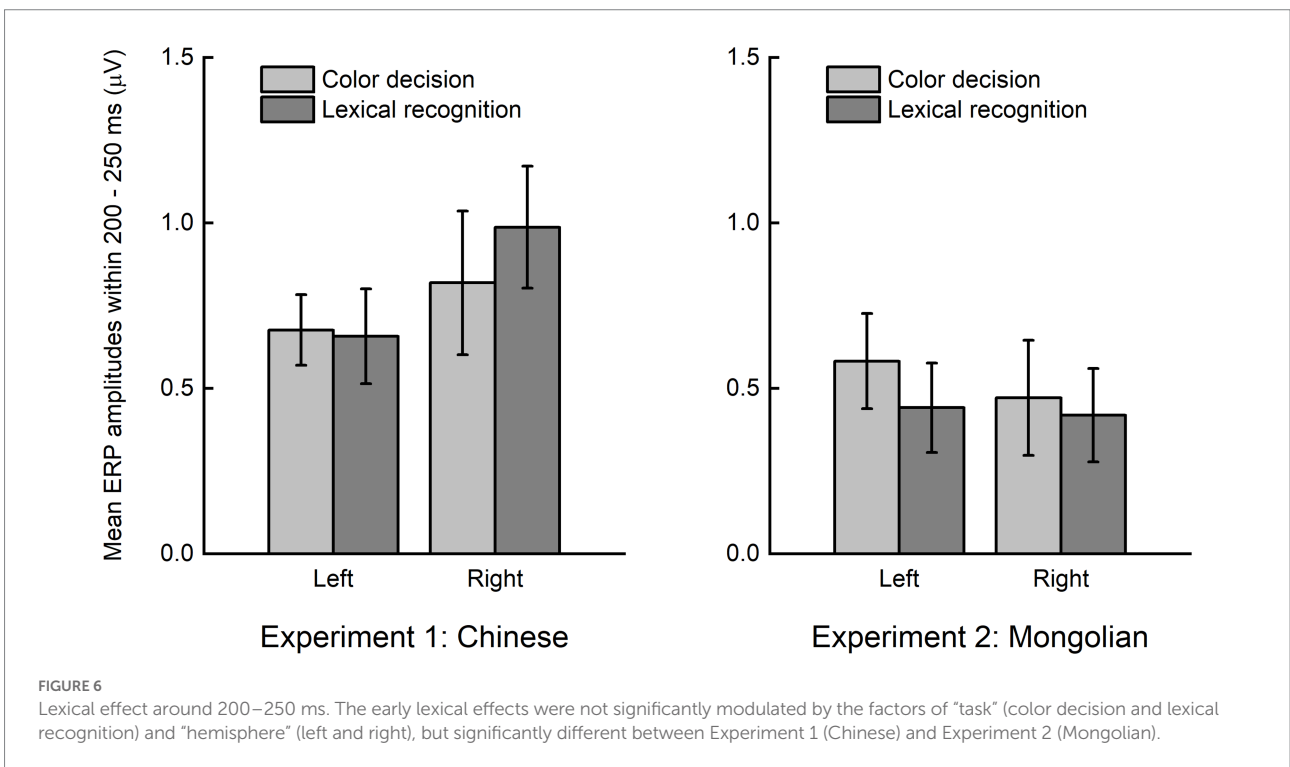 Mean ERP amplitudes within 200 - 250 ms (μV)
1.5
1.0
0.5
0.0
Color decision
Lexical recognition
Left
Right
Experiment 1: Chinese
1.5
1.0
0.5
0.0
Color decision
Lexical recognition
Left
Right
Experiment 2: Mongolian
FIGURE 6
Lexical effect around 200–250 ms. The early lexical effects were not significantly modulated by the factors of “task” (color decision and lexical
recognition) and “hemisphere” (left and right), but significantly different between Experiment 1 (Chinese) and Experiment 2 (Mongolian).